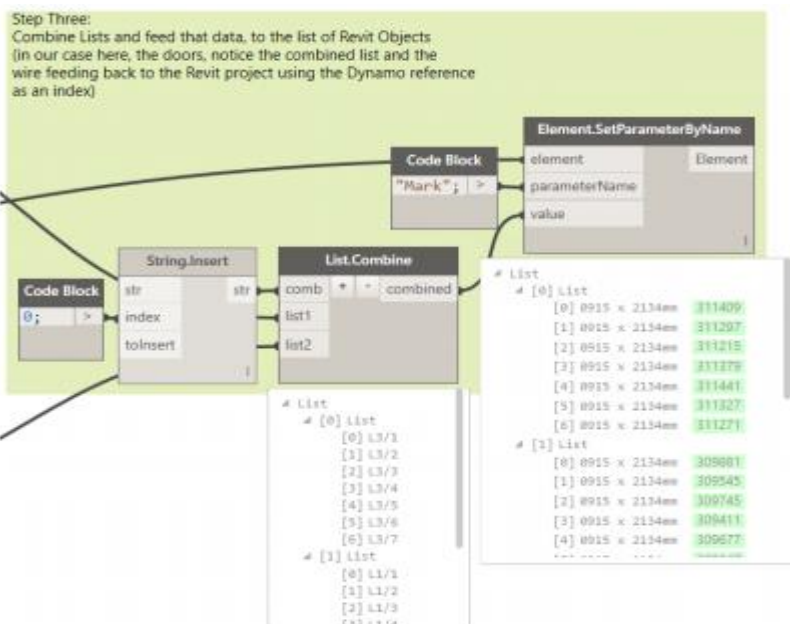 Step Three:
Combine Lists and feed that data, to the list of Revit Objects
(in our case here, the doors, notice the combined list and the
wire feeding back to the Revit project using the Dynamo reference
as an index)
Element.SetParameterByName
element Element
parameterName
value
Code Block
"Mark"; >
String.Insert
str str
index
toInsert
List.Combine
comb + - combined
list1
list2
Code Block
0; >
List
[0] List
[0] 0915 x 2134mm 311409
[1] 0915 x 2134mm 311297
[2] 0915 x 2134mm 311215
[3] 0915 x 2134mm 311379
[4] 0915 x 2134mm 311441
[5] 0915 x 2134mm 311327
[6] 0915 x 2134mm 311271
[1] List
[0] 0915 x 2134mm 309681
[1] 0915 x 2134mm 309545
[2] 0915 x 2134mm 309745
[3] 0915 x 2134mm 309411
[4] 0915 x 2134mm 309677
List
[0] List
[0] L3/1
[1] L3/2
[2] L3/3
[3] L3/4
[4] L3/5
[5] L3/6
[6] L3/7
[1] List
[0] L1/1
[1] L1/2
[2] L1/3